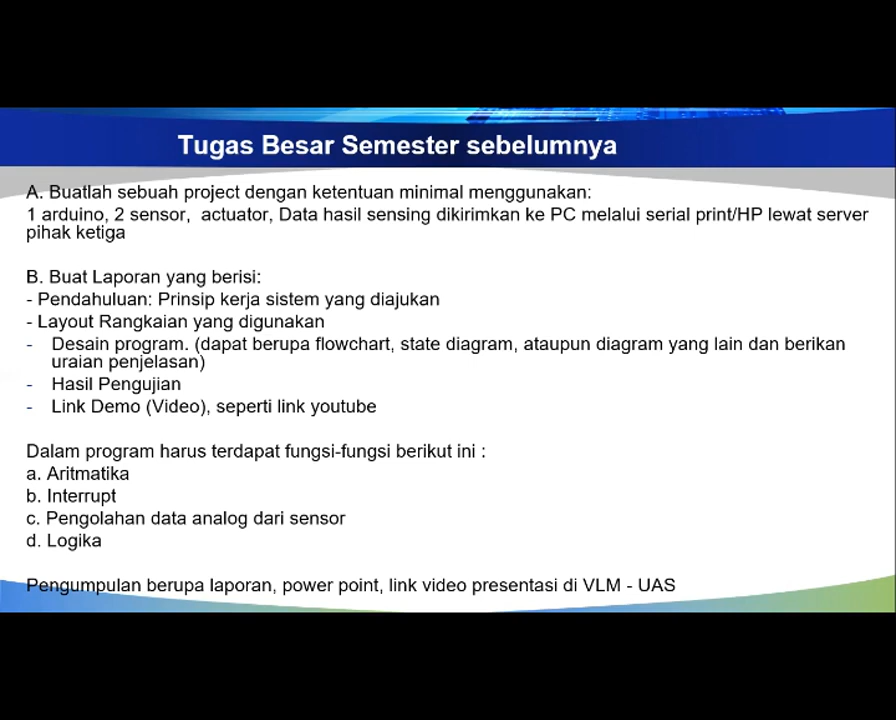 Tugas Besar Semester sebelumnya
A. Buatlah sebuah project dengan ketentuan minimal menggunakan:
1 arduino, 2 sensor, actuator, Data hasil sensing dikirimkan ke PC melalui serial print/HP lewat server
pihak ketiga
B. Buat Laporan yang berisi:
- Pendahuluan: Prinsip kerja sistem yang diajukan
- Layout Rangkaian yang digunakan
- Desain program. (dapat berupa flowchart, state diagram, ataupun diagram yang lain dan berikan
uraian penjelasan)
- Hasil Pengujian
- Link Demo (Video), seperti link youtube
Dalam program harus terdapat fungsi-fungsi berikut ini :
a. Aritmatika
b. Interrupt
c. Pengolahan data analog dari sensor
d. Logika
Pengumpulan berupa laporan, power point, link video presentasi di VLM - UAS